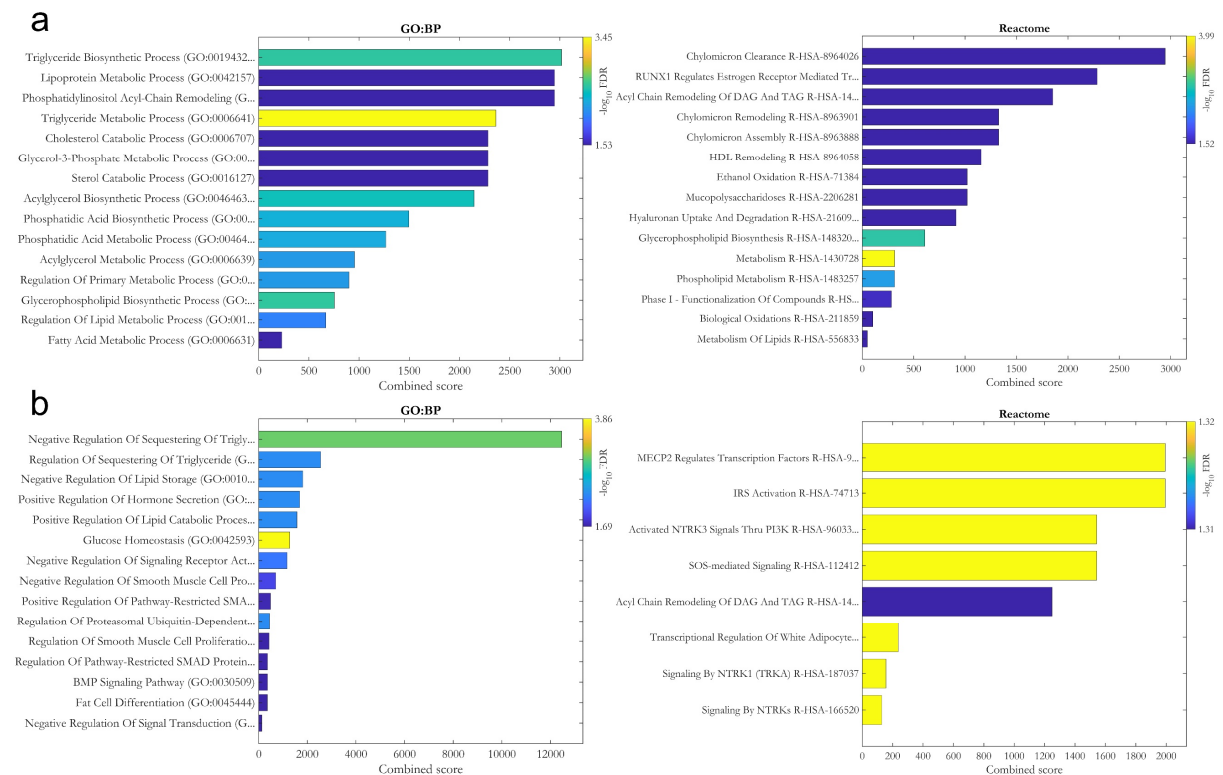 a
GO:BP
Triglyceride Biosynthetic Process (GO:0019432...
Lipoprotein Metabolic Process (GO:0042157)
Phosphatidylinositol Acyl-Chain Remodeling (G...
Triglyceride Metabolic Process (GO:0006641)
Cholesterol Catabolic Process (GO:0006707)
Glycerol-3-Phosphate Metabolic Process (GO:00...
Sterol Catabolic Process (GO:0016127)
Acylglycerol Biosynthetic Process (GO:0046463...
Phosphatidic Acid Biosynthetic Process (GO:00...
Phosphatidic Acid Metabolic Process (GO:00464...
Acylglycerol Metabolic Process (GO:0006639)
Regulation Of Primary Metabolic Process (GO:0...
Glycerophospholipid Biosynthetic Process (GO:...
Regulation Of Lipid Metabolic Process (GO:001...
Fatty Acid Metabolic Process (GO:0006631)
0 500 1000 1500 2000 2500 3000
Combined score
3.45
-log10 FDR
1.53
Reactome
Chylomicron Clearance R-HSA-8964026
RUNX1 Regulates Estrogen Receptor Mediated Tr...
Acyl Chain Remodeling Of DAG And TAG R-HSA-14...
Chylomicron Remodeling R-HSA-8963901
Chylomicron Assembly R-HSA-8963888
HDL Remodeling R-HSA-8964058
Ethanol Oxidation R-HSA-71384
Mucopolysaccharidoses R-HSA-2206281
Hyaluronan Uptake And Degradation R-HSA-21609...
Glycerophospholipid Biosynthesis R-HSA-148320...
Metabolism R-HSA-1430728
Phospholipid Metabolism R-HSA-1483257
Phase I - Functionalization Of Compounds R-HS...
Biological Oxidations R-HSA-211859
Metabolism Of Lipids R-HSA-556833
0 500 1000 1500 2000 2500 3000
Combined score
3.99
-log10 FDR
1.52
b
GO:BP
Negative Regulation Of Sequestering Of Trigly...
Regulation Of Sequestering Of Triglyceride (G...
Negative Regulation Of Lipid Storage (GO:0010...
Positive Regulation Of Hormone Secretion (GO:...
Positive Regulation Of Lipid Catabolic Proces...
Glucose Homeostasis (GO:0042593)
Negative Regulation Of Signaling Receptor Act...
Negative Regulation Of Smooth Muscle Cell Pro...
Positive Regulation Of Pathway-Restricted SMA...
Regulation Of Proteasomal Ubiquitin-Dependent...
Regulation Of Smooth Muscle Cell Proliferatio...
Regulation Of Pathway-Restricted SMAD Protein...
BMP Signaling Pathway (GO:0030509)
Fat Cell Differentiation (GO:0045444)
Negative Regulation Of Signal Transduction (G...
0 2000 4000 6000 8000 10000 12000
Combined score
3.86
-log10 FDR
1.69
Reactome
MECP2 Regulates Transcription Factors R-HSA-9...
IRS Activation R-HSA-74713
Activated NTRK3 Signals Thru PI3K R-HSA-96033...
SOS-mediated Signaling R-HSA-112412
Acyl Chain Remodeling Of DAG And TAG R-HSA-14...
Transcriptional Regulation Of White Adipocyte...
Signaling By NTRK1 (TRKA) R-HSA-187037
Signaling By NTRKs R-HSA-166520
0 200 400 600 800 1000 1200 1400 1600 1800 2000
Combined score
1.32
-log10 FDR
1.31